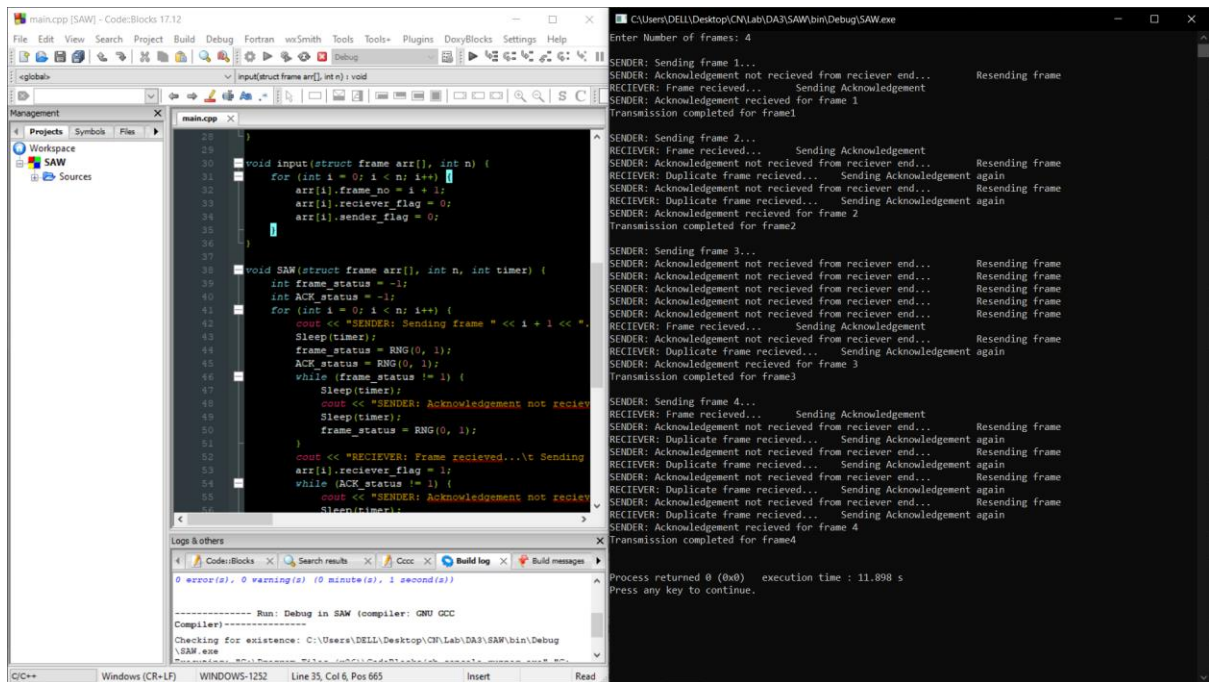 main.cpp [SAW] - Code::Blocks 17.12
File Edit View Search Project Build Debug Fortran wxSmith Tools Tools+ Plugins DoxyBlocks Settings Help
Debug
<global>
input(struct frame arr[], int n) : void
S C
Management
Projects Symbols Files
Workspace
SAW
Sources
main.cpp
28 }
29
30 void input(struct frame arr[], int n) {
31 for (int i = 0; i < n; i++) {
32 arr[i].frame_no = i + 1;
33 arr[i].reciever_flag = 0;
34 arr[i].sender_flag = 0;
35 }
36 }
37
38 void SAW(struct frame arr[], int n, int timer) {
39 int frame_status = -1;
40 int ACK_status = -1;
41 for (int i = 0; i < n; i++) {
42 cout << "SENDER: Sending frame " << i + 1 << ".
43 Sleep(timer);
44 frame_status = RNG(0, 1);
45 ACK_status = RNG(0, 1);
46 while (frame_status != 1) {
47 Sleep(timer);
48 cout << "SENDER: Acknowledgement not reciev
49 Sleep(timer);
50 frame_status = RNG(0, 1);
51 }
52 cout << "RECIEVER: Frame recieved...\t Sending
53 arr[i].reciever_flag = 1;
54 while (ACK_status != 1) {
55 cout << "SENDER: Acknowledgement not reciev
56 Sleep(timer);
Logs & others
Code::Blocks Search results Cccc Build log Build messages
0 error(s), 0 warning(s) (0 minute(s), 1 second(s))
-------------- Run: Debug in SAW (compiler: GNU GCC
Compiler)---------------
Checking for existence: C:\Users\DELL\Desktop\CN\Lab\DA3\SAW\bin\Debug
\SAW.exe
C/C++ Windows (CR+LF) WINDOWS-1252 Line 35, Col 6, Pos 665 Insert Read
C:\Users\DELL\Desktop\CN\Lab\DA3\SAW\bin\Debug\SAW.exe
Enter Number of frames: 4
SENDER: Sending frame 1...
SENDER: Acknowledgement not recieved from reciever end... Resending frame
RECIEVER: Frame recieved... Sending Acknowledgement
SENDER: Acknowledgement recieved for frame 1
Transmission completed for frame1
SENDER: Sending frame 2...
RECIEVER: Frame recieved... Sending Acknowledgement
SENDER: Acknowledgement not recieved from reciever end... Resending frame
RECIEVER: Duplicate frame recieved... Sending Acknowledgement again
SENDER: Acknowledgement not recieved from reciever end... Resending frame
RECIEVER: Duplicate frame recieved... Sending Acknowledgement again
SENDER: Acknowledgement recieved for frame 2
Transmission completed for frame2
SENDER: Sending frame 3...
SENDER: Acknowledgement not recieved from reciever end... Resending frame
SENDER: Acknowledgement not recieved from reciever end... Resending frame
SENDER: Acknowledgement not recieved from reciever end... Resending frame
SENDER: Acknowledgement not recieved from reciever end... Resending frame
SENDER: Acknowledgement not recieved from reciever end... Resending frame
RECIEVER: Frame recieved... Sending Acknowledgement
SENDER: Acknowledgement not recieved from reciever end... Resending frame
RECIEVER: Duplicate frame recieved... Sending Acknowledgement again
SENDER: Acknowledgement recieved for frame 3
Transmission completed for frame3
SENDER: Sending frame 4...
RECIEVER: Frame recieved... Sending Acknowledgement
SENDER: Acknowledgement not recieved from reciever end... Resending frame
RECIEVER: Duplicate frame recieved... Sending Acknowledgement again
SENDER: Acknowledgement not recieved from reciever end... Resending frame
RECIEVER: Duplicate frame recieved... Sending Acknowledgement again
SENDER: Acknowledgement not recieved from reciever end... Resending frame
RECIEVER: Duplicate frame recieved... Sending Acknowledgement again
SENDER: Acknowledgement not recieved from reciever end... Resending frame
RECIEVER: Duplicate frame recieved... Sending Acknowledgement again
SENDER: Acknowledgement recieved for frame 4
Transmission completed for frame4
Process returned 0 (0x0) execution time : 11.898 s
Press any key to continue.